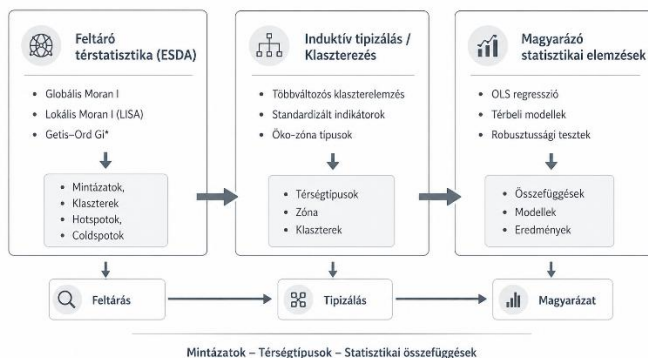 Feltáró
térstatisztika (ESDA)
• Globális Moran I
• Lokális Moran I (LISA)
• Getis–Ord Gi*
• Mintázatok,
• Klaszterek
• Hotspotok,
• Coldspotok
Feltárás
Induktív tipizálás /
Klaszterezés
• Többváltozós klaszterelemzés
• Standardizált indikátorok
• Öko-zóna típusok
• Térségtípusok
• Zóna
• Klaszterek
Tipizálás
Magyarázó
statisztikai elemzések
• OLS regresszió
• Térbeli modellek
• Robusztussági tesztek
• Összefüggések
• Modellek
• Eredmények
Magyarázat
Mintázatok – Térségtípusok – Statisztikai összefüggések